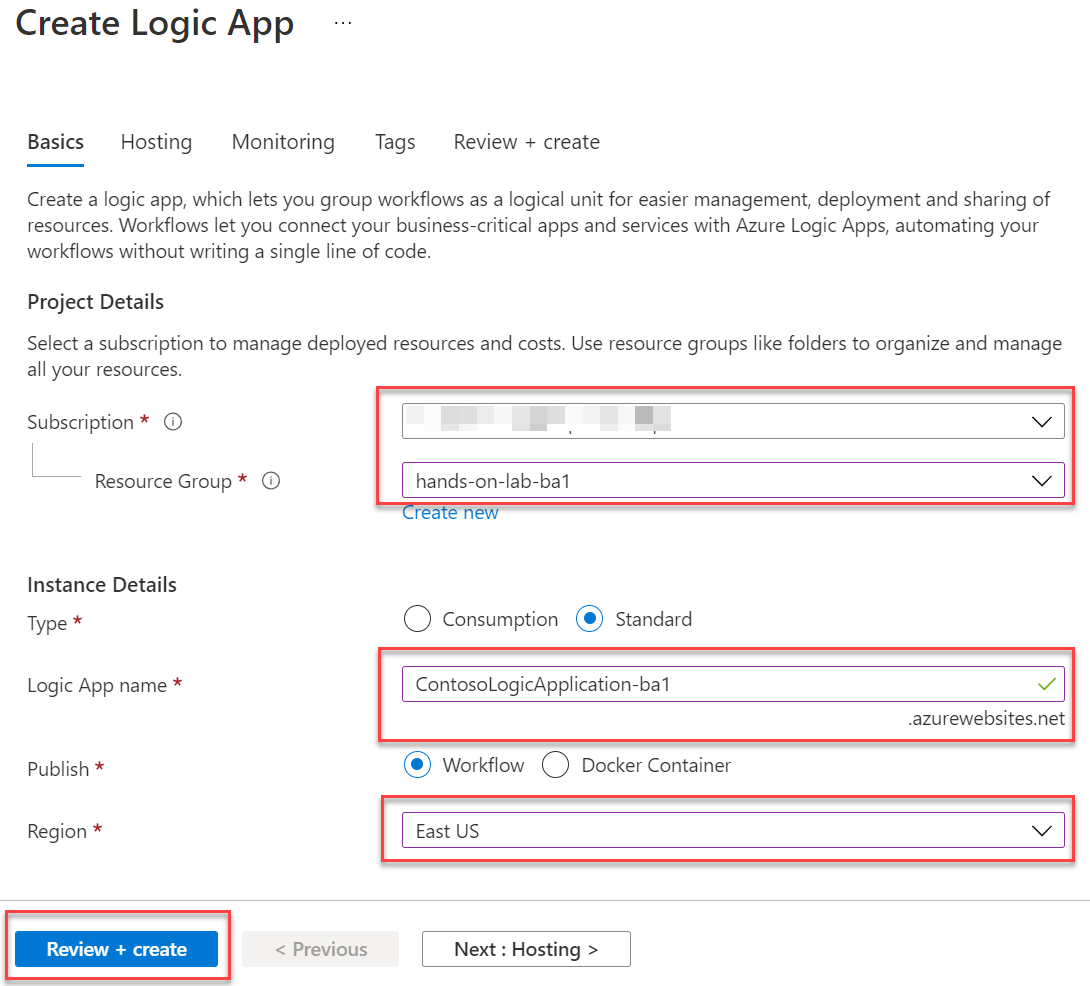 Create Logic App ...
Basics Hosting Monitoring Tags Review + create
Create a logic app, which lets you group workflows as a logical unit for easier management, deployment and sharing of
resources. Workflows let you connect your business-critical apps and services with Azure Logic Apps, automating your
workflows without writing a single line of code.
Project Details
Select a subscription to manage deployed resources and costs. Use resource groups like folders to organize and manage
all your resources.
Subscription *
Resource Group * hands-on-lab-ba1
Create new
Instance Details
Type * Consumption Standard
Logic App name * ContosoLogicApplication-ba1
.azurewebsites.net
Publish * Workflow Docker Container
Region * East US
Review + create < Previous Next : Hosting >